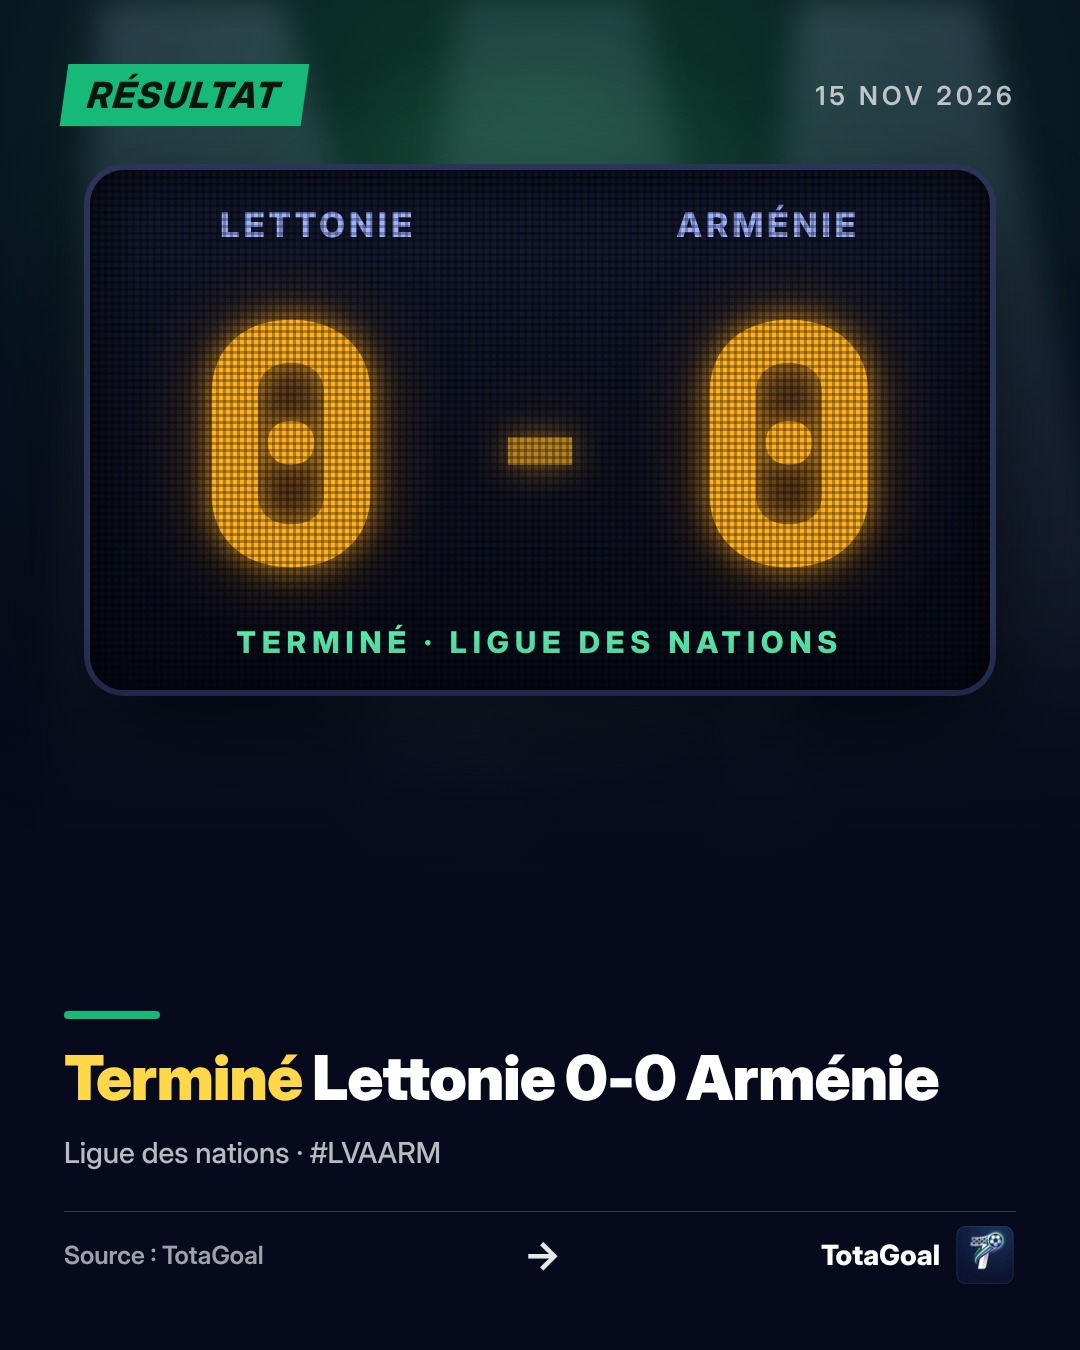 RÉSULTAT
15 NOV 2026
LETTONIE
ARMÉNIE
0 - 0
TERMINÉ · LIGUE DES NATIONS
Terminé Lettonie 0-0 Arménie
Ligue des nations · #LVAARM
Source : TotaGoal
→
TotaGoal